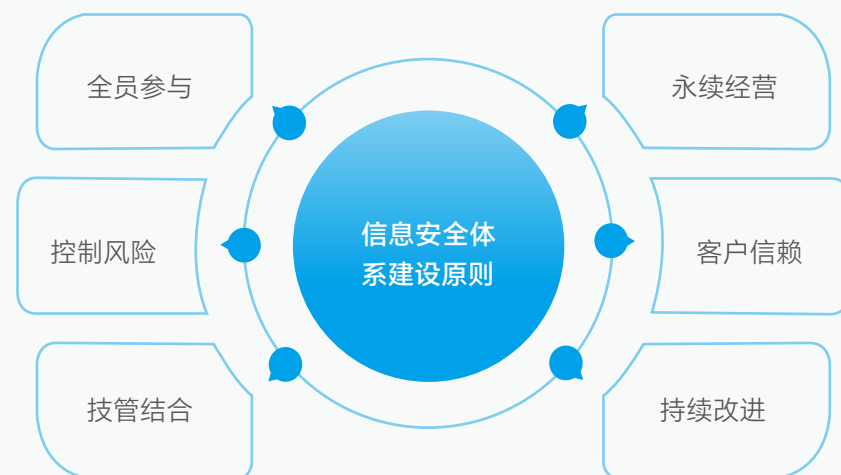 全员参与
永续经营
控制风险
信息安全体
系建设原则
客户信赖
技管结合
持续改进